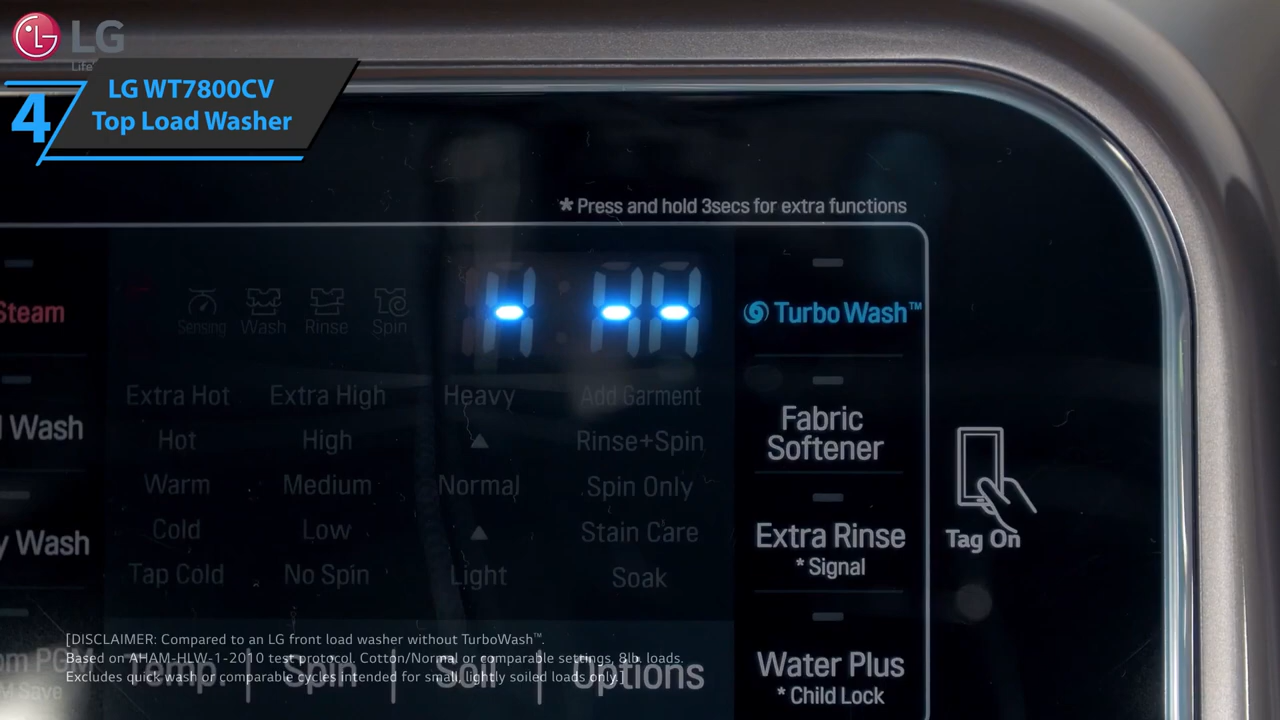 LG
Life
4
LG WT7800CV
Top Load Washer
* Press and hold 3secs for extra functions
Steam
Sensing Wash Rinse Spin
TurboWash™
Extra Hot Extra High Heavy Add Garment
Hot High ▲ Rinse+Spin
Warm Medium Normal Spin Only
Cold Low ▲ Stain Care
Tap Cold No Spin Light Soak
Wash
Wash
Fabric
Softener
Extra Rinse
* Signal
Tag On
Water Plus
* Child Lock
Temp. | Spin | Soil | Options
[DISCLAIMER: Compared to an LG front load washer without TurboWash™.
Based on AHAM-HLW-1-2010 test protocol. Cotton/Normal or comparable settings, 8lb. loads.
Excludes quick wash or comparable cycles intended for small, lightly soiled loads only.]